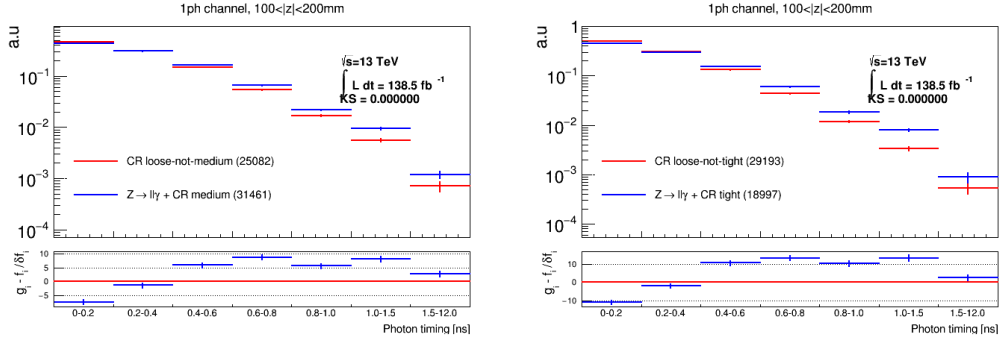 1ph channel, 100<|z|<200mm
a.u
10⁻¹
10⁻²
10⁻³
10⁻⁴
√s=13 TeV
∫ L dt = 138.5 fb⁻¹
KS = 0.000000
CR loose-not-medium (25082)
Z → llγ + CR medium (31461)
gᵢ - fᵢ/δfᵢ
10
5
0
−5
0-0.2 0.2-0.4 0.4-0.6 0.6-0.8 0.8-1.0 1.0-1.5 1.5-12.0
Photon timing [ns]
1ph channel, 100<|z|<200mm
a.u
1
10⁻¹
10⁻²
10⁻³
10⁻⁴
√s=13 TeV
∫ L dt = 138.5 fb⁻¹
KS = 0.000000
CR loose-not-tight (29193)
Z → llγ + CR tight (18997)
gᵢ - fᵢ/δfᵢ
10
0
−10
0-0.2 0.2-0.4 0.4-0.6 0.6-0.8 0.8-1.0 1.0-1.5 1.5-12.0
Photon timing [ns]